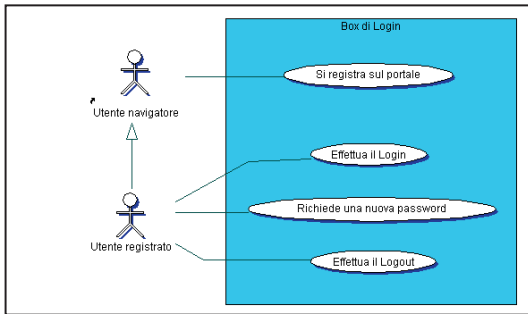 Box di Login
Si registra sul portale
Utente navigatore
Effettua il Login
Richiede una nuova password
Utente registrato
Effettua il Logout